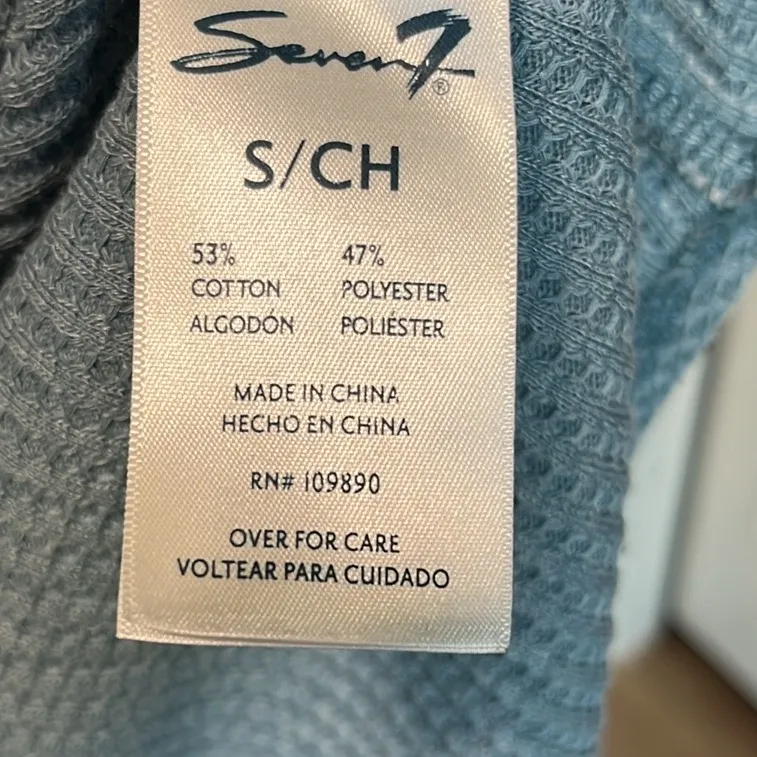 Seven7®
S/CH
53% 47%
COTTON POLYESTER
ALGODÓN POLIÉSTER
MADE IN CHINA
HECHO EN CHINA
RN# 109890
OVER FOR CARE
VOLTEAR PARA CUIDADO